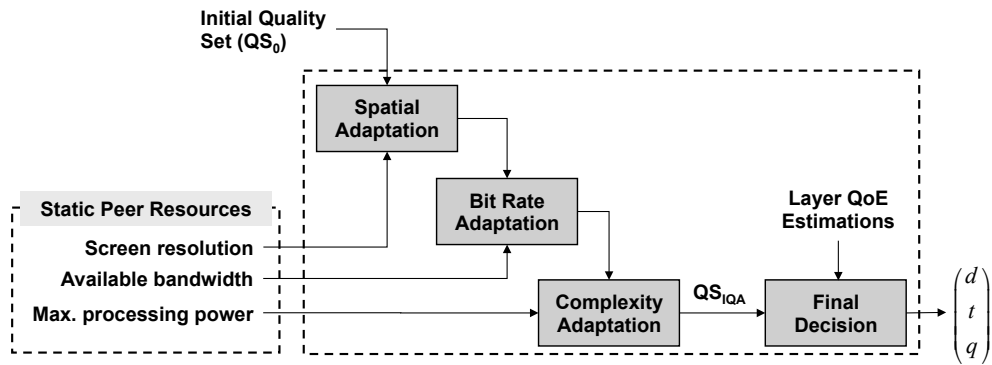 Initial Quality
Set (QS0)
Spatial
Adaptation
Static Peer Resources
Screen resolution
Available bandwidth
Max. processing power
Bit Rate
Adaptation
Layer QoE
Estimations
Complexity
Adaptation
QSIQA
Final
Decision
d
t
q